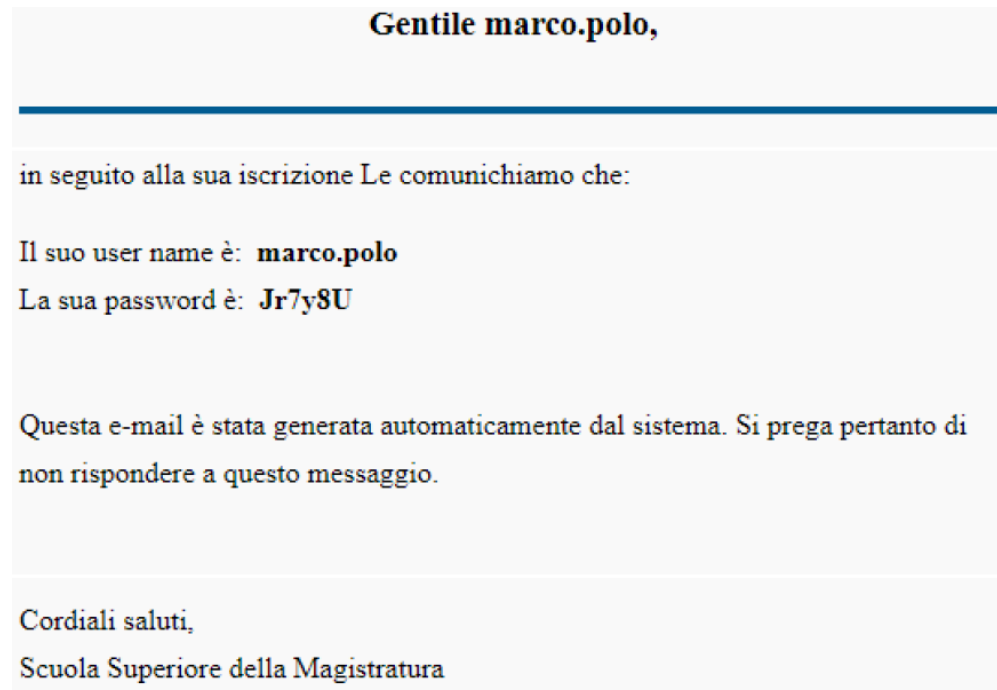 Gentile marco.polo,
in seguito alla sua iscrizione Le comunichiamo che:
Il suo user name è: marco.polo
La sua password è: Jr7y8U
Questa e-mail è stata generata automaticamente dal sistema. Si prega pertanto di
non rispondere a questo messaggio.
Cordiali saluti,
Scuola Superiore della Magistratura